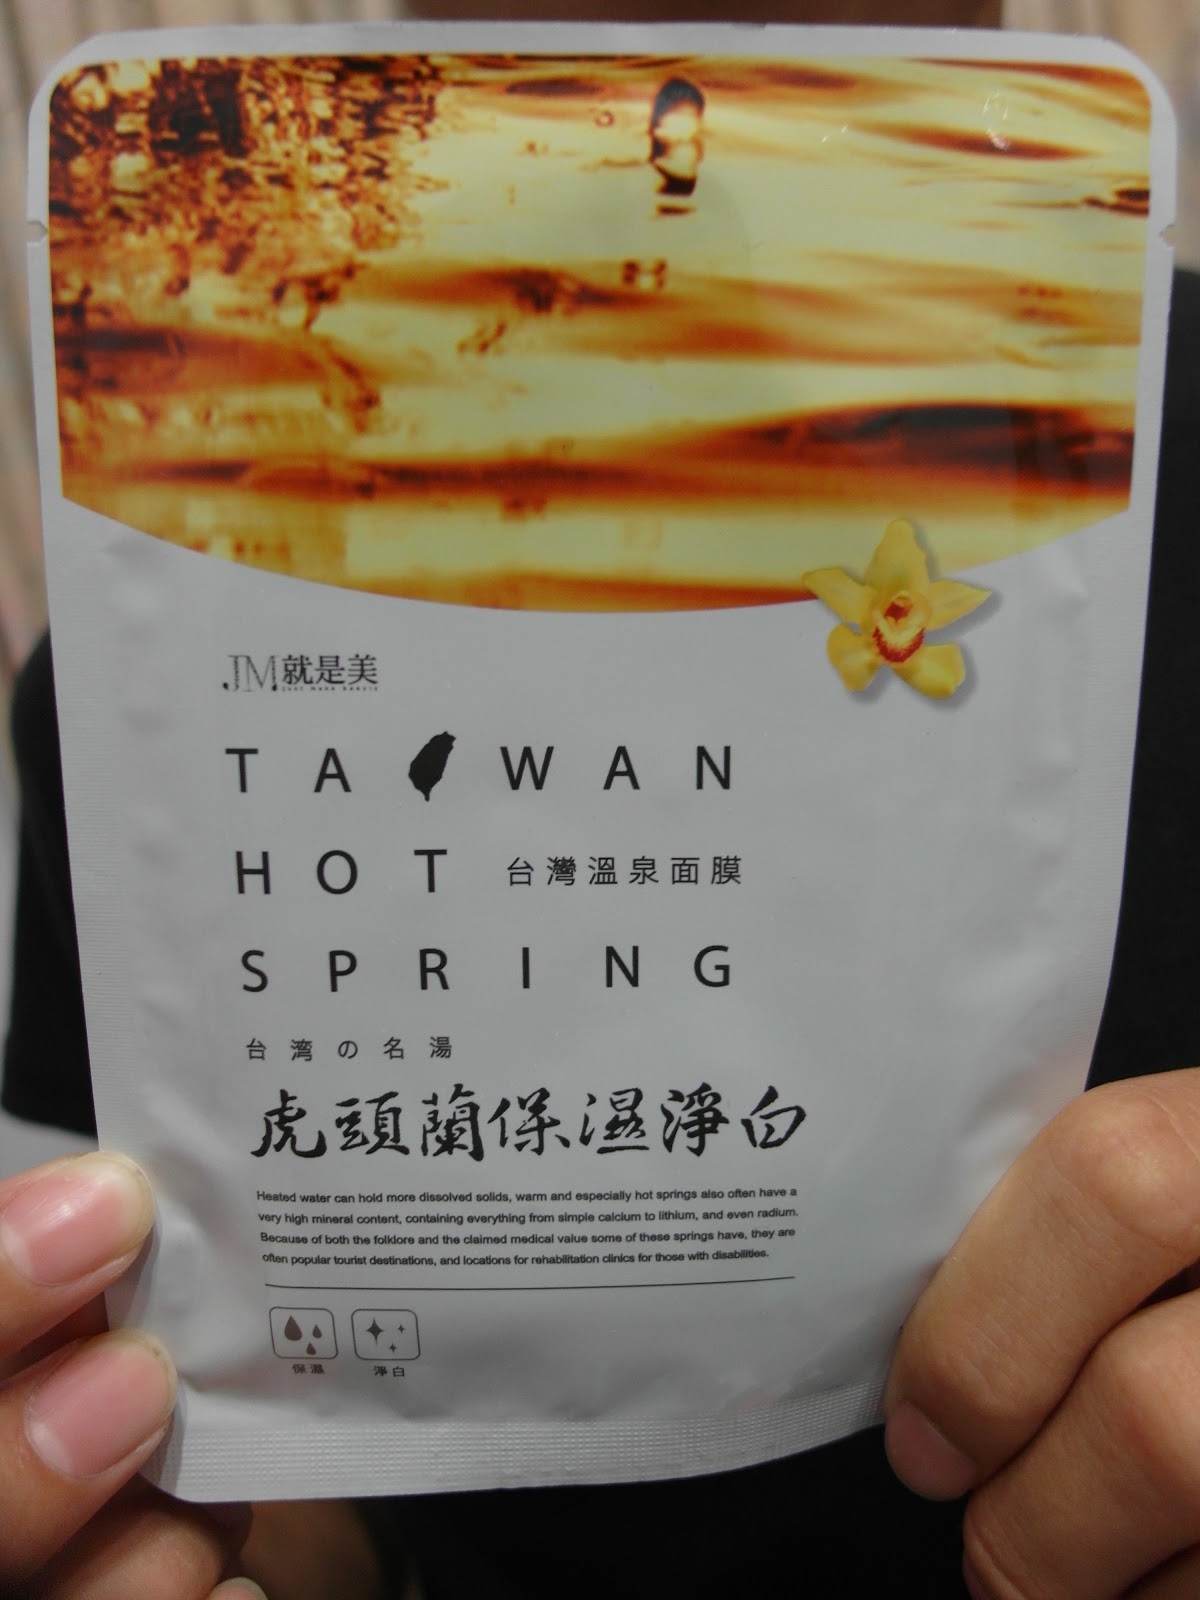 JM就是美
just make beauty
TA WAN
HOT 台灣溫泉面膜
SPRING
台湾の名湯
虎頭蘭保濕淨白
Heated water can hold more dissolved solids, warm and especially hot springs also often have a
very high mineral content, containing everything from simple calcium to lithium, and even radium.
Because of both the folklore and the claimed medical value some of these springs have, they are
often popular tourist destinations, and locations for rehabilitation clinics for those with disabilities.
保濕 淨白